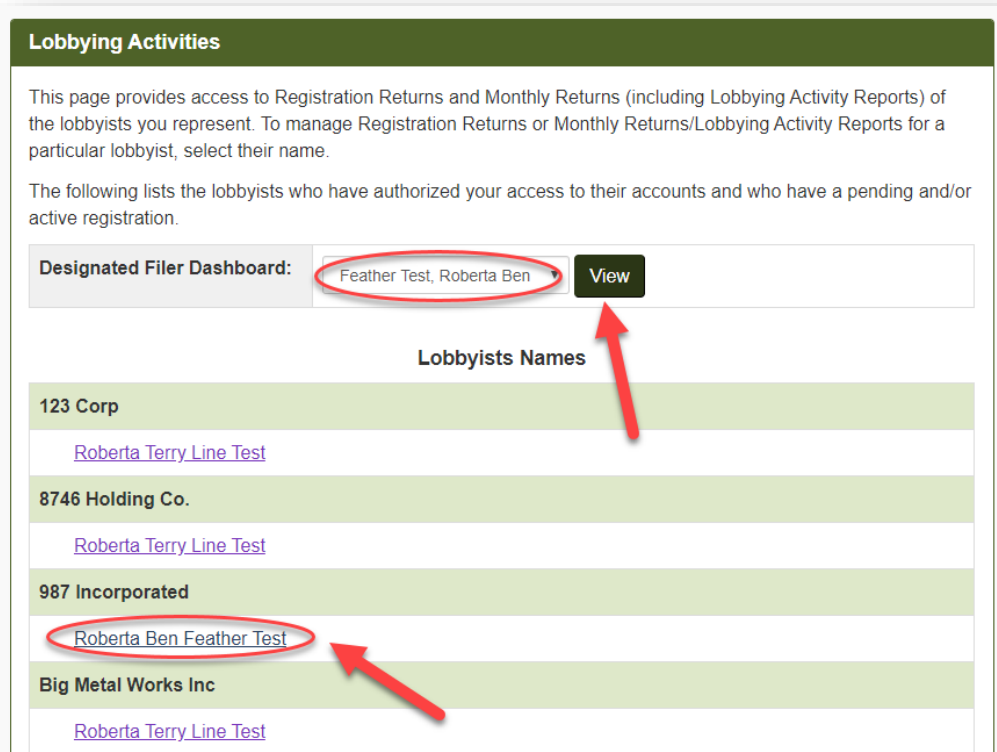 Lobbying Activities
This page provides access to Registration Returns and Monthly Returns (including Lobbying Activity Reports) of
the lobbyists you represent. To manage Registration Returns or Monthly Returns/Lobbying Activity Reports for a
particular lobbyist, select their name.
The following lists the lobbyists who have authorized your access to their accounts and who have a pending and/or
active registration.
Designated Filer Dashboard: Feather Test, Roberta Ben View
Lobbyists Names
123 Corp
Roberta Terry Line Test
8746 Holding Co.
Roberta Terry Line Test
987 Incorporated
Roberta Ben Feather Test
Big Metal Works Inc
Roberta Terry Line Test